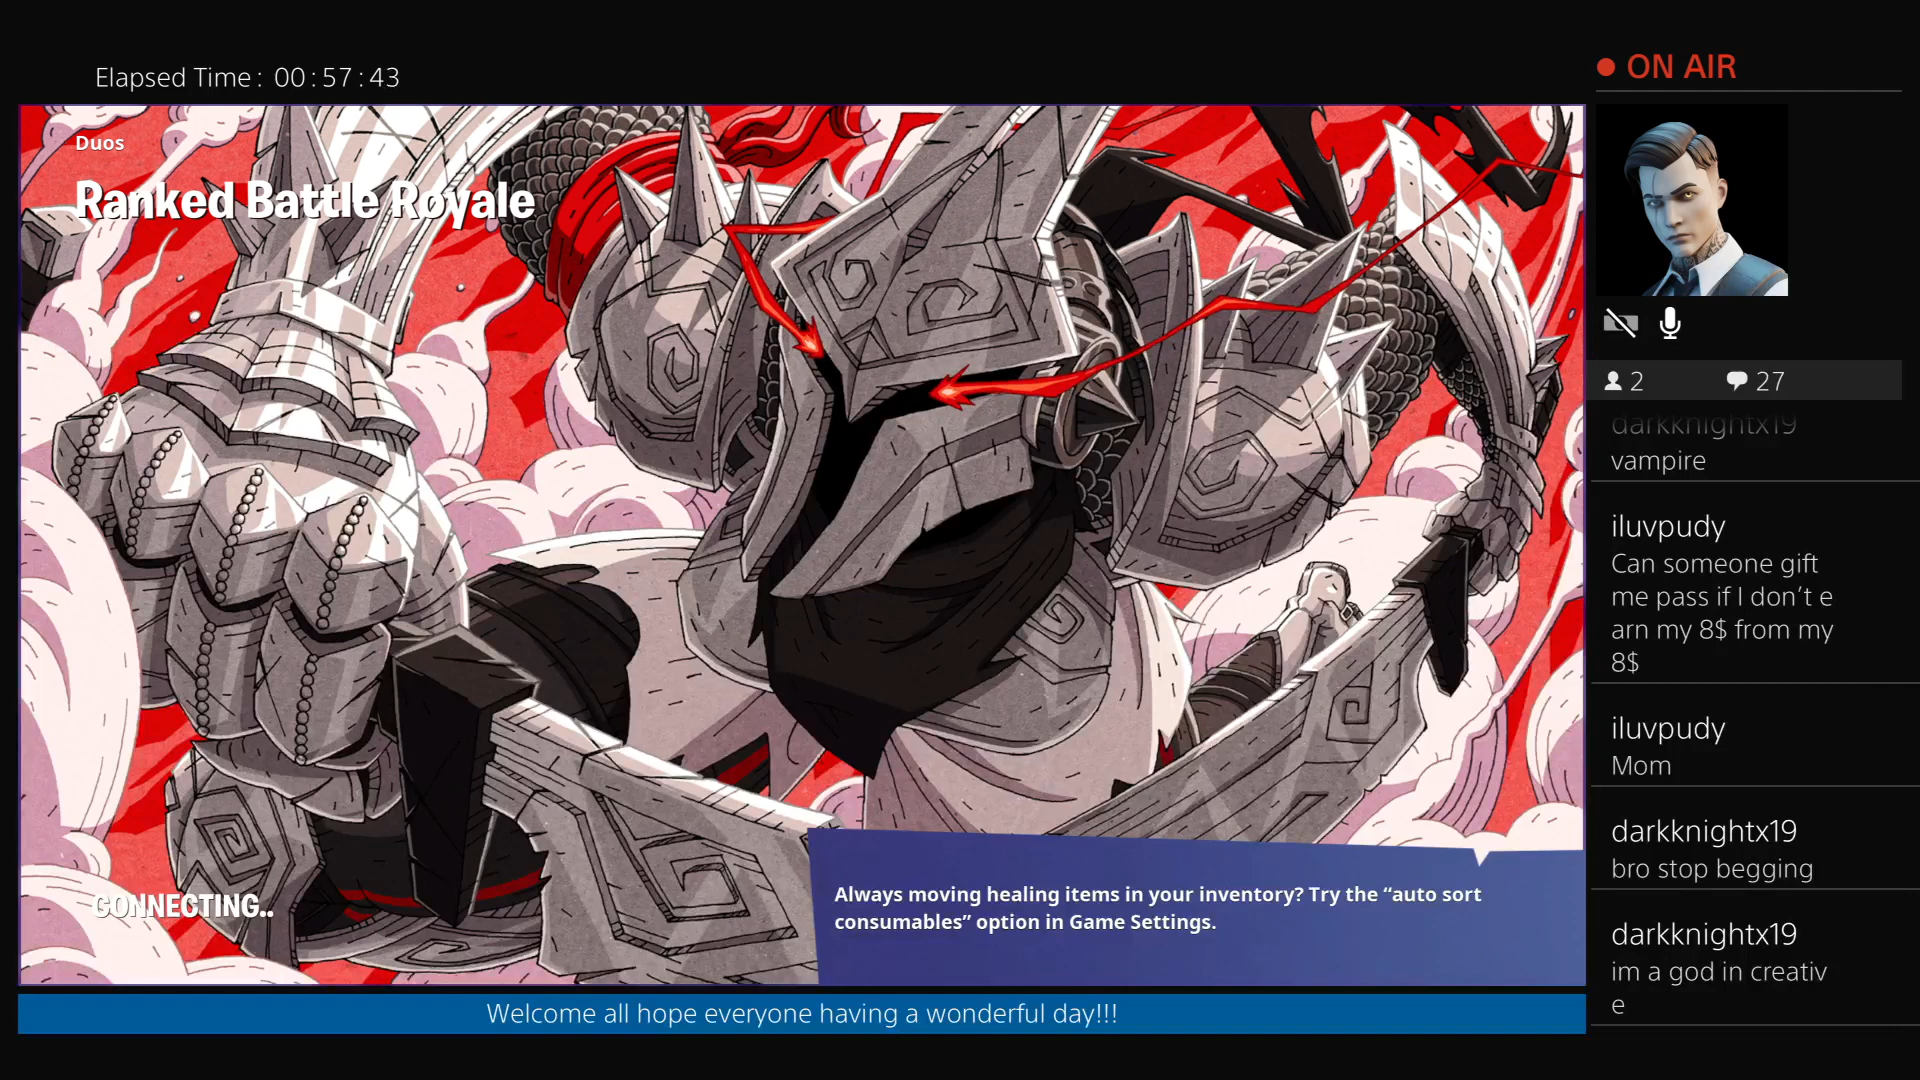 Elapsed Time: 00:57:43
ON AIR
Duos
Ranked Battle Royale
2
27
darkknightx19
vampire
iluvpudy
Can someone gift
me pass if I don't e
arn my 8$ from my
8$
iluvpudy
Mom
darkknightx19
bro stop begging
darkknightx19
im a god in creativ
e
CONNECTING..
Always moving healing items in your inventory? Try the “auto sort
consumables” option in Game Settings.
Welcome all hope everyone having a wonderful day!!!